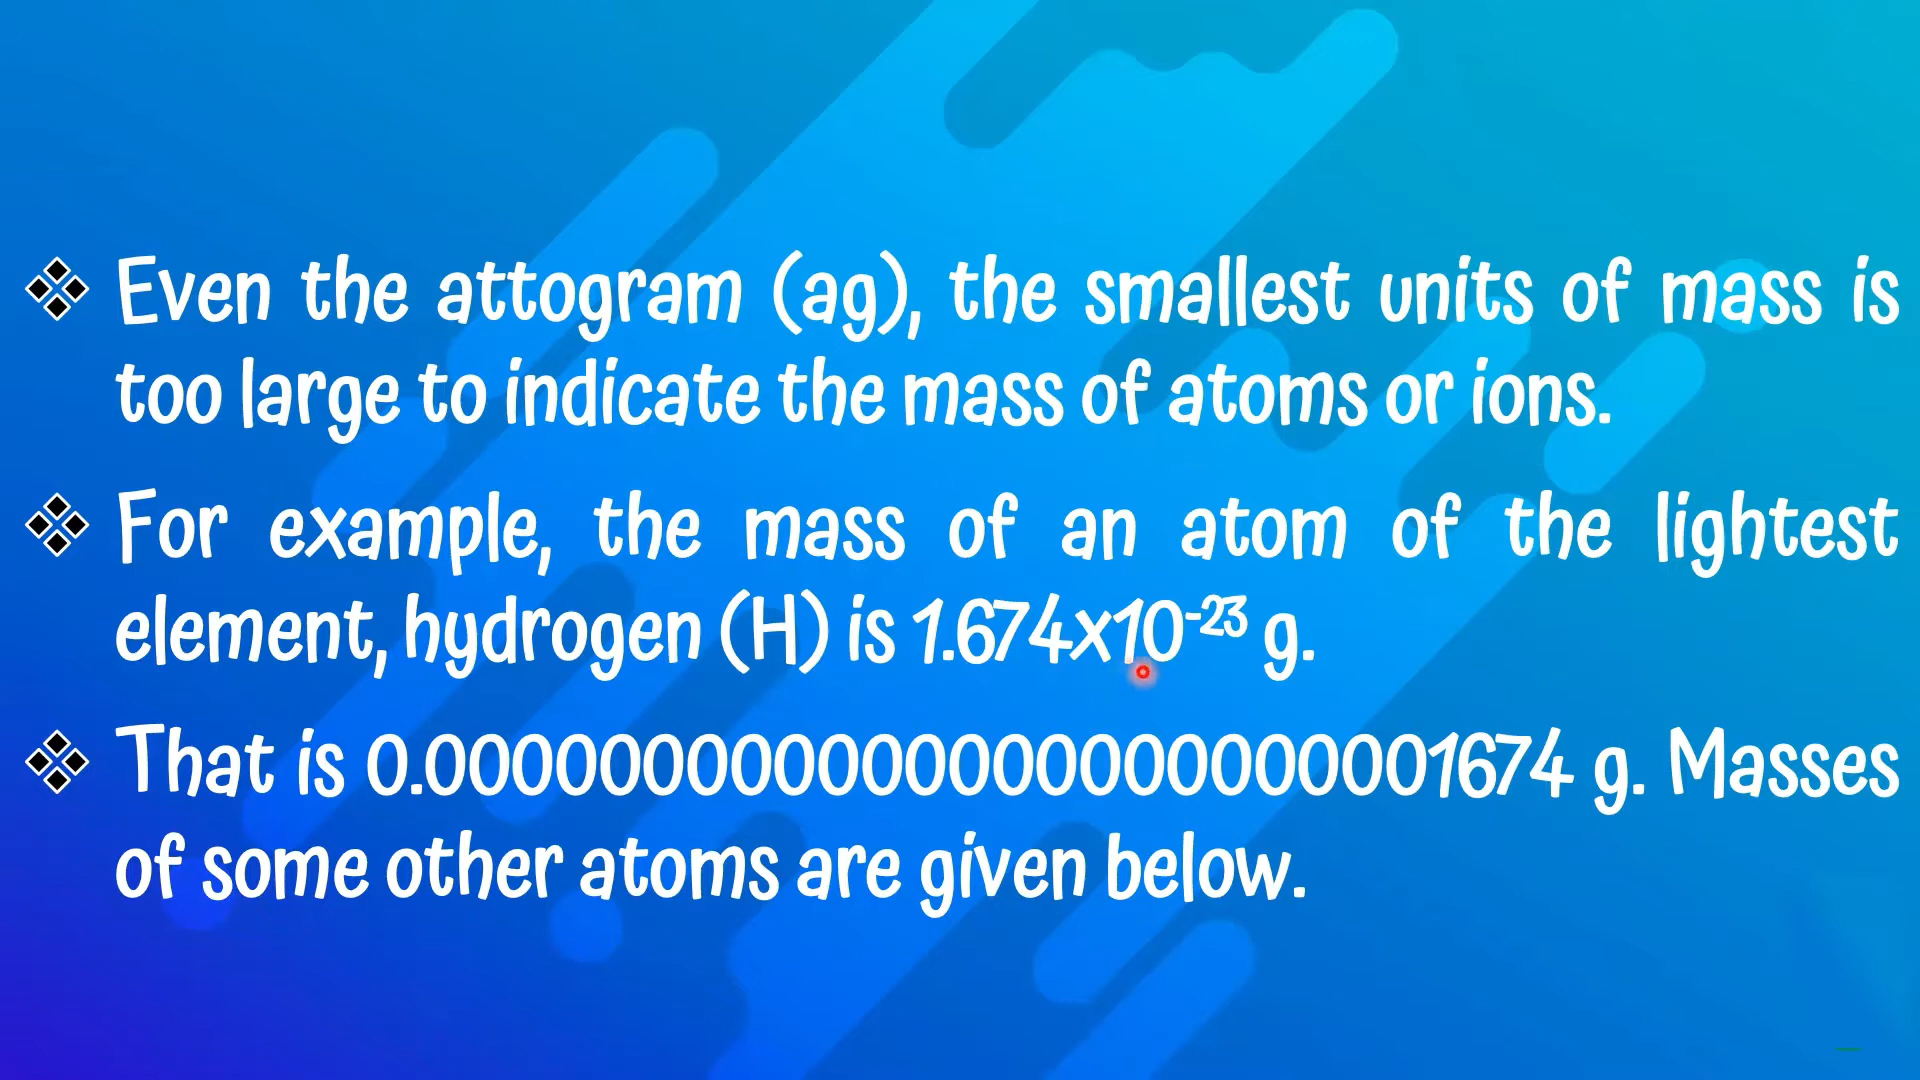 Even the attogram (ag), the smallest units of mass is
too large to indicate the mass of atoms or ions.
For example, the mass of an atom of the lightest
element, hydrogen (H) is 1.674x10⁻²³ g.
That is 0.000000000000000000000001674 g. Masses
of some other atoms are given below.